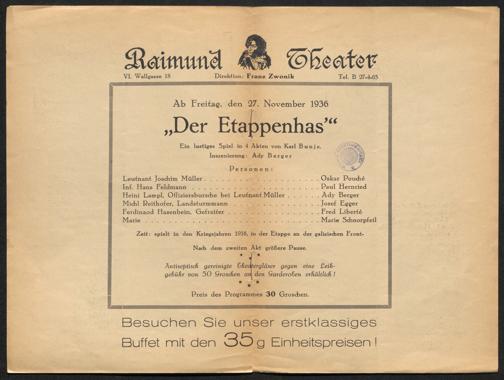 Raimund Theater
VI. Wallgasse 18 Direktion: Franz Zwonik Tel. B 27-4-05
Ab Freitag, den 27. November 1936
„Der Etappenhas'“
Ein lustiges Spiel in 4 Akten von Karl Bunje.
Inszenierung: Ady Berger
Personen:
Leutnant Joachim Müller . . . Oskar Pouché
Inf. Hans Feldmann . . . Paul Herncied
Heini Lampl, Offiziersbursche bei Leutnant Müller . . . Ady Berger
Michl Reithofer, Landsturmmann . . . Josef Egger
Ferdinand Hasenbein, Gefreiter . . . Fred Liberté
Marie . . . Marie Schnorpfeil
Zeit: spielt in den Kriegsjahren 1916, in der Etappe an der galizischen Front.
Nach dem zweiten Akt größere Pause.
Antiseptisch gereinigte Theatergläser gegen eine Leih-
gebühr von 50 Groschen an den Garderoben erhältlich!
Preis des Programmes 30 Groschen.
Besuchen Sie unser erstklassiges
Buffet mit den 35 g Einheitspreisen!